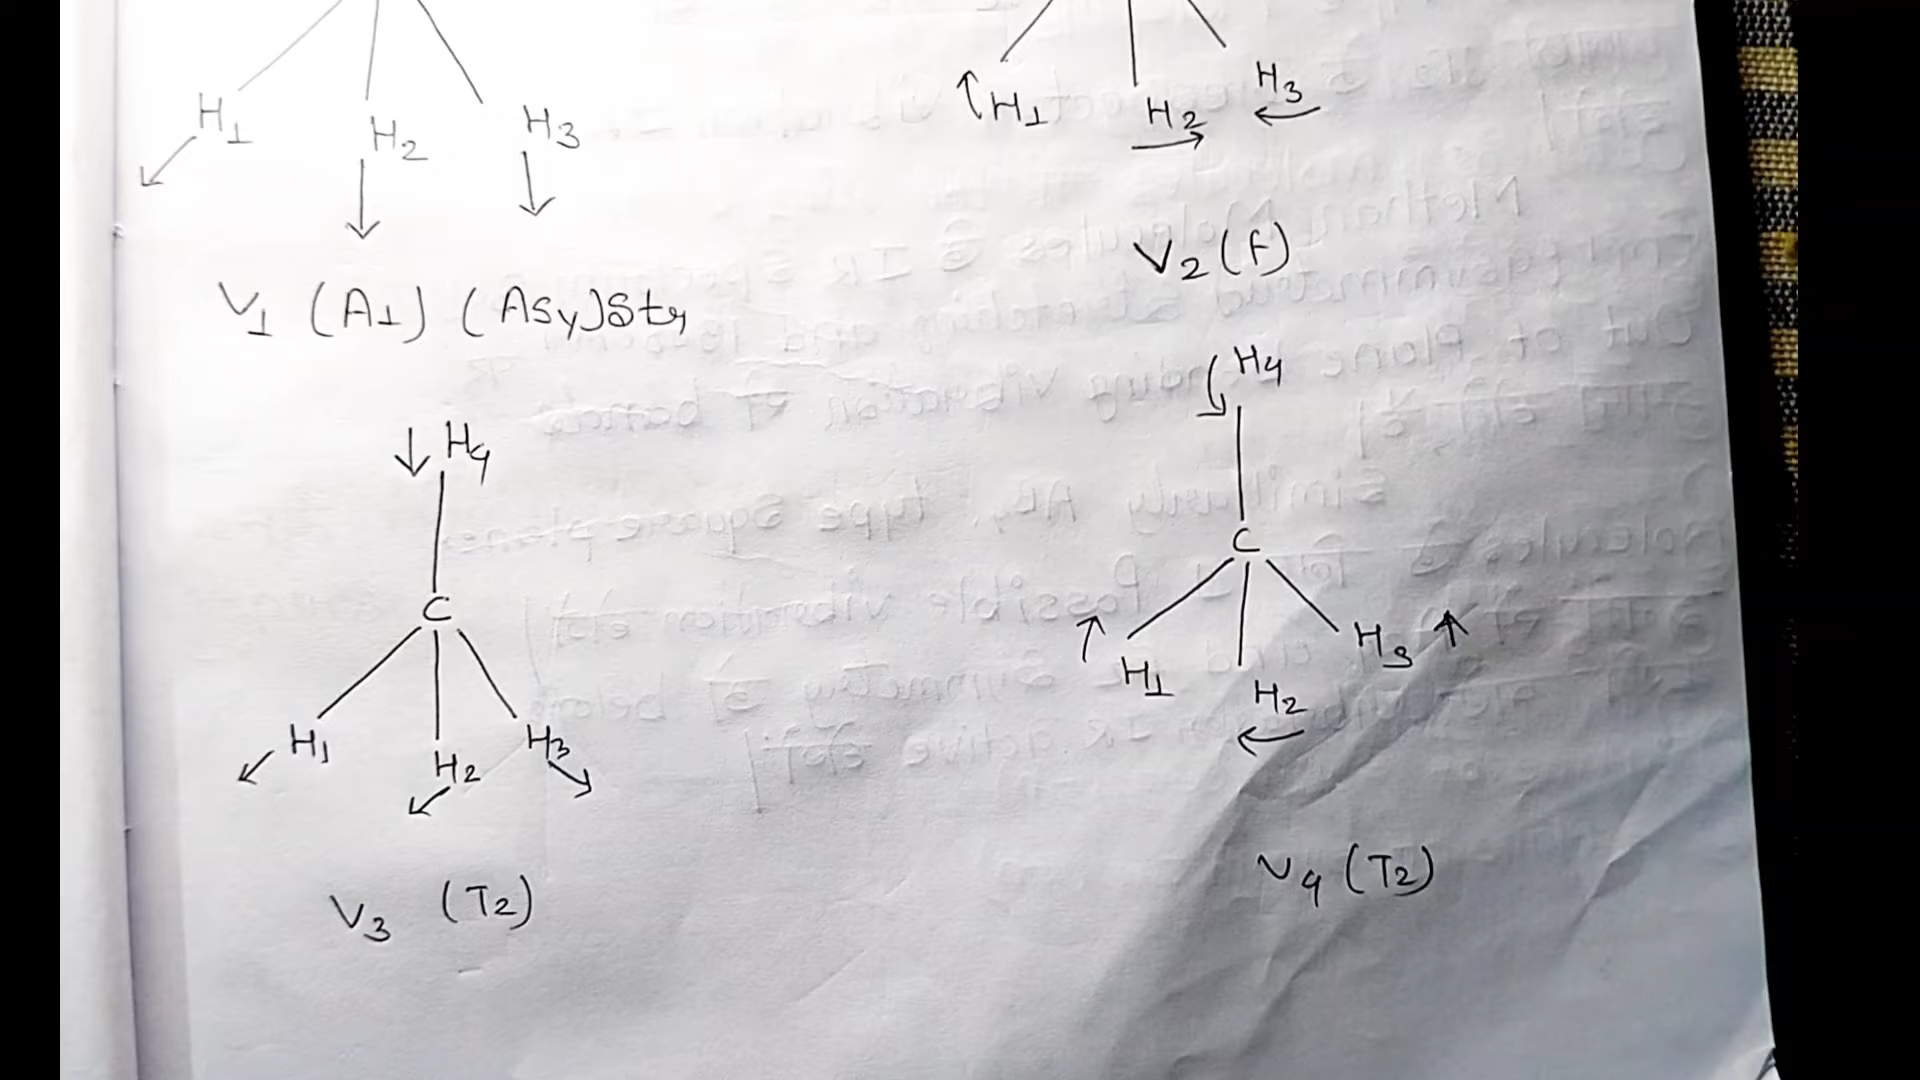 H1 H2 H3
H1 H2 H3
V2 (f)
V1 (A1) (Asy) Str
H4
C
H1 H2 H3
V3 (T2)
H4
C
H1 H2 H3
V4 (T2)